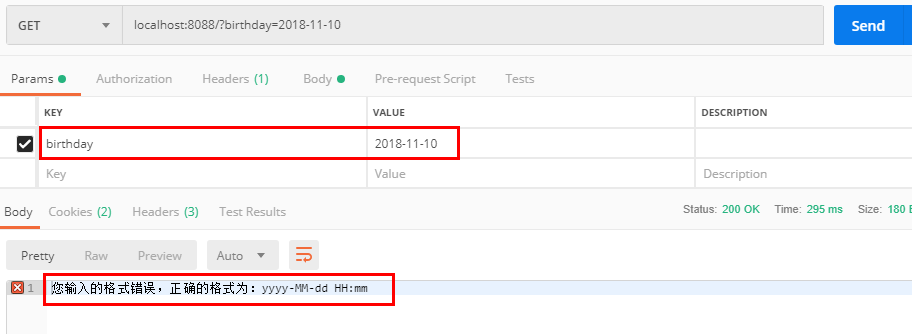 GET localhost:8088/?birthday=2018-11-10 Send
Params Authorization Headers (1) Body Pre-request Script Tests
KEY VALUE DESCRIPTION
birthday 2018-11-10
Key Value Description
Body Cookies (2) Headers (3) Test Results Status: 200 OK Time: 295 ms Size: 180
Pretty Raw Preview Auto
1 您输入的格式错误，正确的格式为：yyyy-MM-dd HH:mm